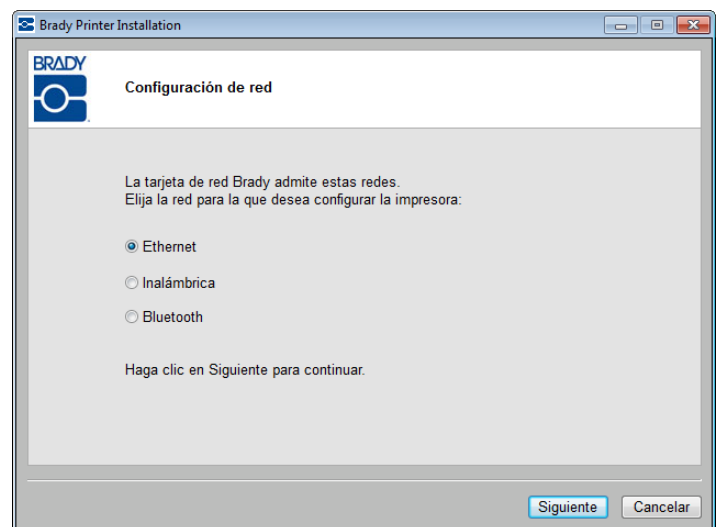 Brady Printer Installation
BRADY
Configuración de red
La tarjeta de red Brady admite estas redes.
Elija la red para la que desea configurar la impresora:
Ethernet
Inalámbrica
Bluetooth
Haga clic en Siguiente para continuar.
Siguiente
Cancelar